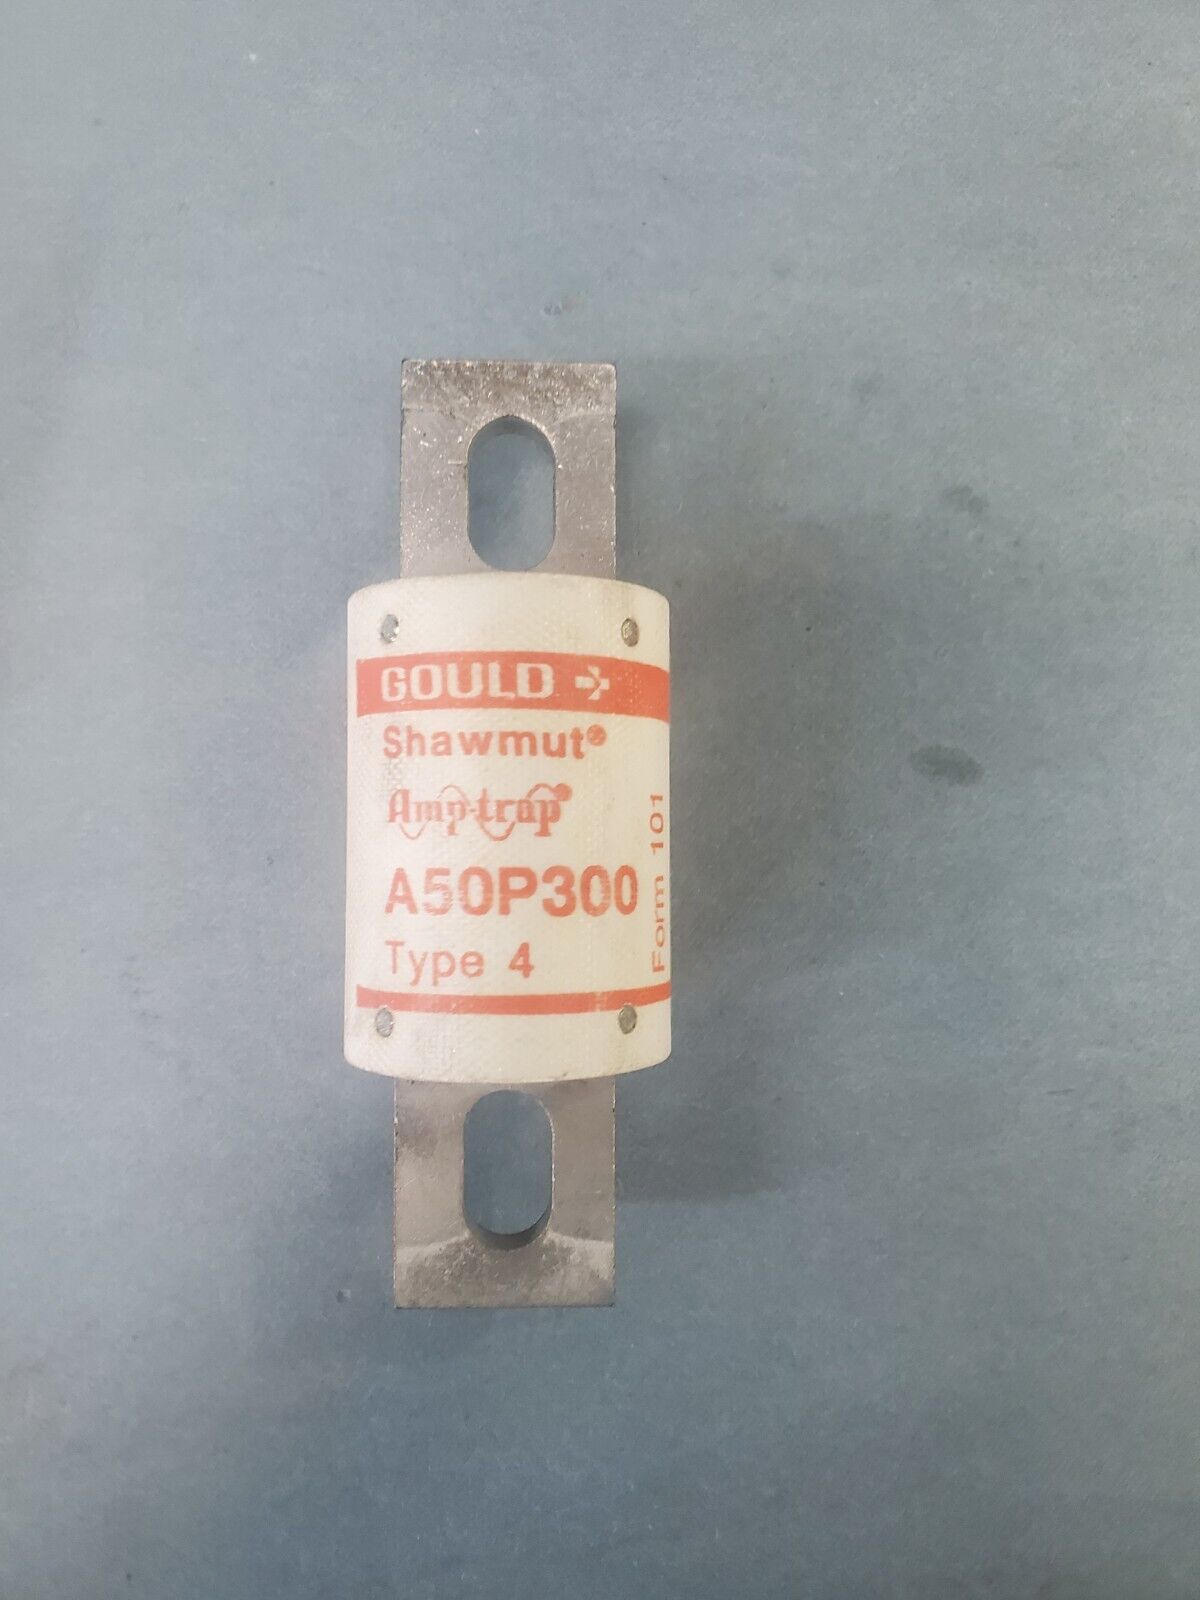 GOULD
Shawmut®
Amp-trap®
A50P300
Type 4
Form 101